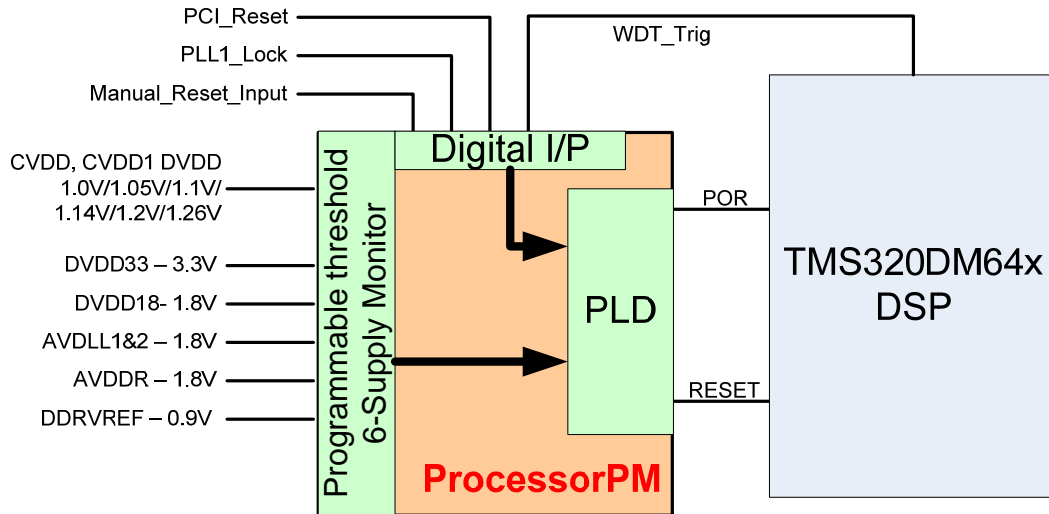 PCI_Reset
WDT_Trig
PLL1_Lock
Manual_Reset_Input
Digital I/P
CVDD, CVDD1 DVDD
1.0V/1.05V/1.1V/
1.14V/1.2V/1.26V
DVDD33 – 3.3V
DVDD18- 1.8V
AVDLL1&2 – 1.8V
AVDDR – 1.8V
DDRVREF – 0.9V
Programmable threshold
6-Supply Monitor
PLD
POR
RESET
TMS320DM64x
DSP
ProcessorPM